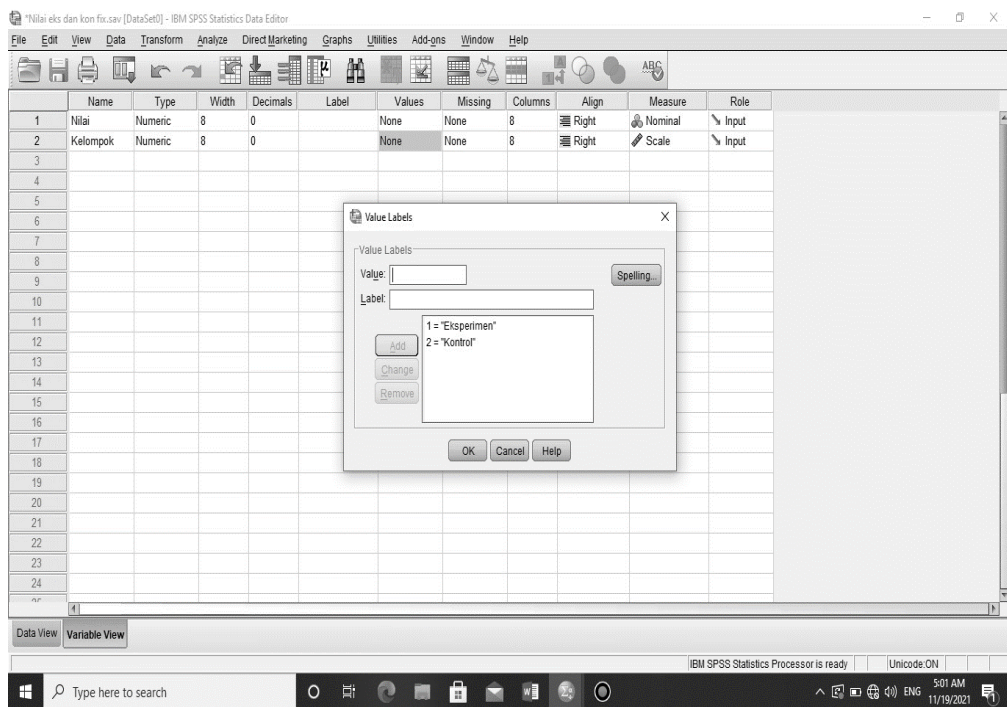 *Nilai eks dan kon fix.sav [DataSet0] - IBM SPSS Statistics Data Editor
File Edit View Data Transform Analyze Direct Marketing Graphs Utilities Add-ons Window Help
Name Type Width Decimals Label Values Missing Columns Align Measure Role
1 Nilai Numeric 8 0 None None 8 Right Nominal Input
2 Kelompok Numeric 8 0 None None 8 Right Scale Input
3
4
5
6
7
8
9
10
11
12
13
14
15
16
17
18
19
20
21
22
23
24
Value Labels X
Value Labels
Value: Spelling...
Label:
1 = "Eksperimen"
2 = "Kontrol"
Add
Change
Remove
OK Cancel Help
Data View Variable View
IBM SPSS Statistics Processor is ready Unicode:ON
Type here to search ENG 5:01 AM
11/19/2021